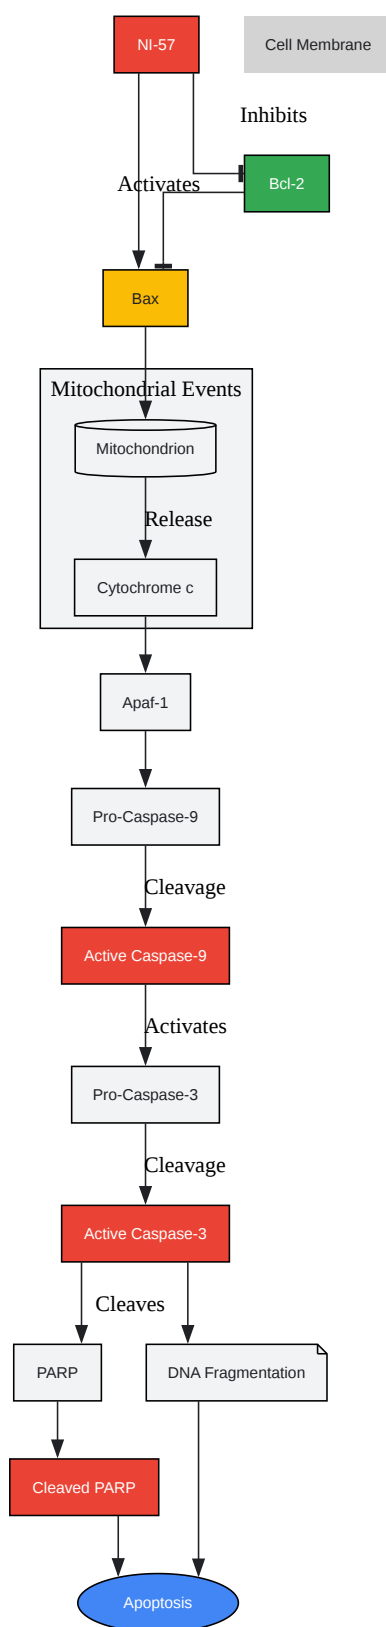 NI-57
Cell Membrane
Inhibits
Activates
Bcl-2
Bax
Mitochondrial Events
Mitochondrion
Release
Cytochrome c
Apaf-1
Pro-Caspase-9
Cleavage
Active Caspase-9
Activates
Pro-Caspase-3
Cleavage
Active Caspase-3
Cleaves
PARP
DNA Fragmentation
Cleaved PARP
Apoptosis